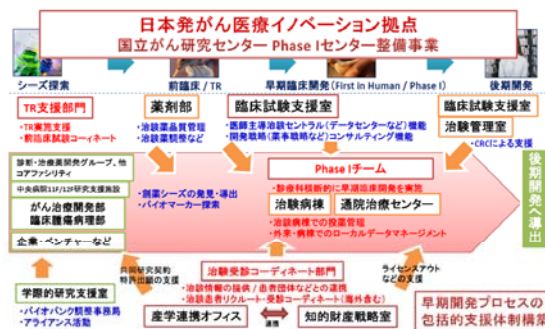 日本発がん医療イノベーション拠点
国立がん研究センター Phase Iセンター整備事業
シーズ探索
前臨床 / TR
早期臨床開発(First in Human / Phase I)
後期開発
TR支援部門
・TR実施支援
・前臨床試験コーディネート
薬剤部
・治験薬品質管理
・治験薬調整など
臨床試験支援室
・医師主導治験セントラル(データセンターなど)機能
・開発戦略(薬事戦略など)コンサルティング機能
臨床試験支援室
治験管理室
・CRCによる支援
診断・治療薬開発グループ、他
コアファシリティ
中央病院11F/12F研究支援施設
がん治療開発部
臨床腫瘍病理部
企業・ベンチャーなど
・創薬シーズの発見・導出
・バイオマーカー探索
Phase Iチーム
・診療科横断的に早期臨床開発を実施
治験病棟
通院治療センター
・治験病棟での投薬管理
・外来・病棟でのローカルデータマネージメント
後期開発へ導出
学際的研究支援室
・バイオバンク調整事務局
・アライアンス活動
共同研究契約
特許出願の支援
治験受診コーディネート部門
・治験情報の提供 / 患者団体などとの連携
・治験患者リクルート・受診コーディネート(海外含む)
ライセンスアウト
などの支援
産学連携オフィス
連携
知的財産戦略室
早期開発プロセスの
包括的支援体制構築